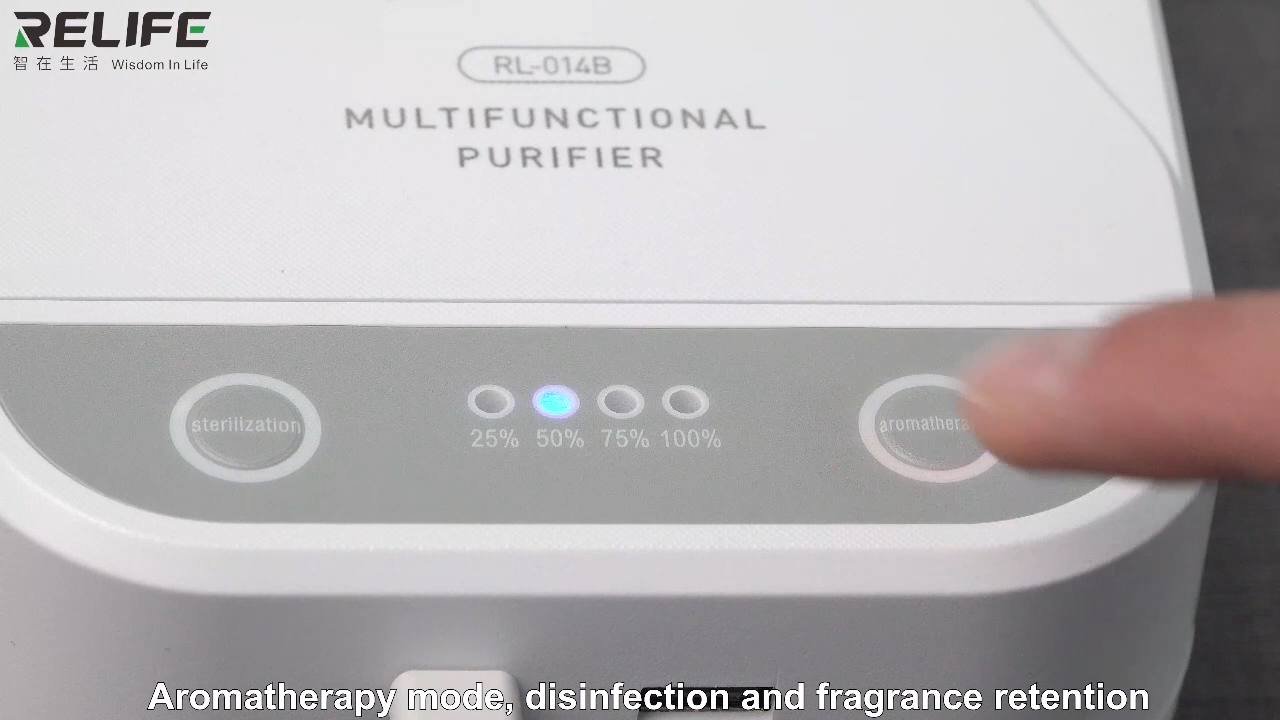 RELIFE
智在生活 Wisdom In Life
RL-014B
MULTIFUNCTIONAL
PURIFIER
sterilization
25% 50% 75% 100%
Aromatherapy mode, disinfection and fragrance retention